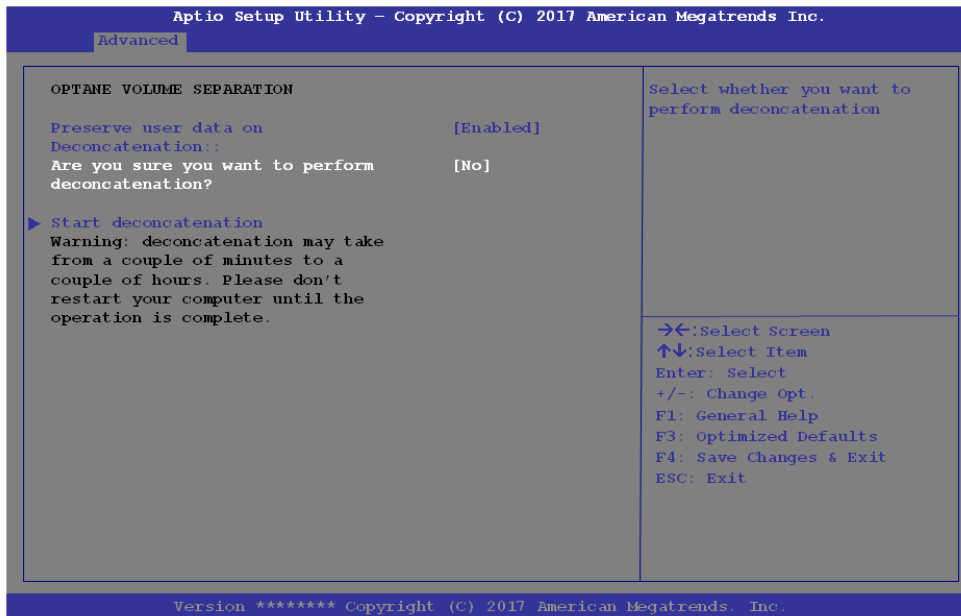 Aptio Setup Utility – Copyright (C) 2017 American Megatrends Inc.
Advanced
OPTANE VOLUME SEPARATION
Preserve user data on [Enabled]
Deconcatenation::
Are you sure you want to perform [No]
deconcatenation?
Start deconcatenation
Warning: deconcatenation may take
from a couple of minutes to a
couple of hours. Please don't
restart your computer until the
operation is complete.
Select whether you want to
perform deconcatenation
→←:Select Screen
↑↓:Select Item
Enter: Select
+/-: Change Opt.
F1: General Help
F3: Optimized Defaults
F4: Save Changes & Exit
ESC: Exit
Version ******** Copyright (C) 2017 American Megatrends. Inc.